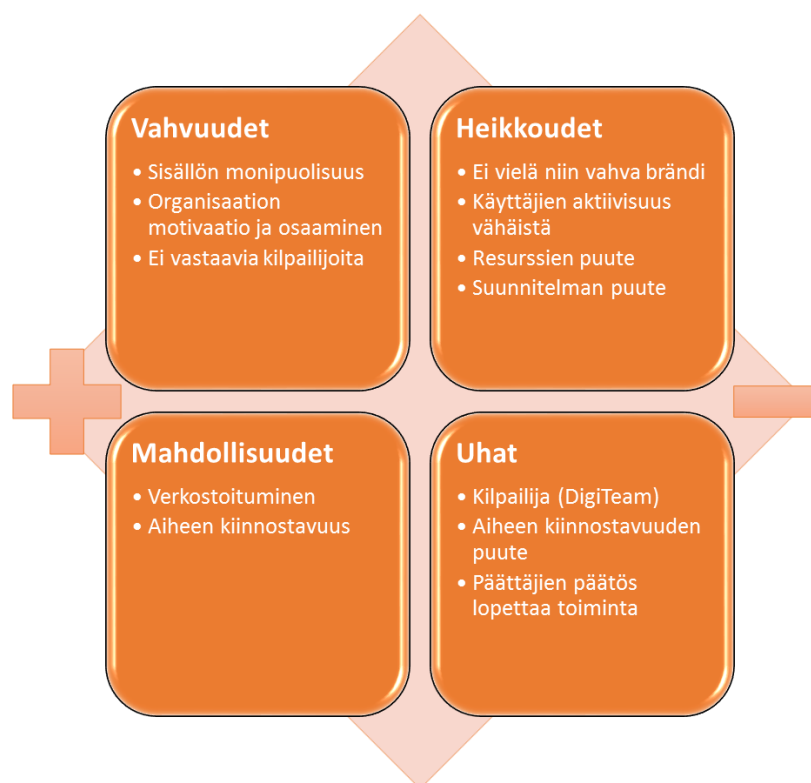 Vahvuudet
• Sisällön monipuolisuus
• Organisaation
motivaatio ja osaaminen
• Ei vastaavia kilpailijoita
Heikkoudet
• Ei vielä niin vahva brändi
• Käyttäjien aktiivisuus
vähäistä
• Resurssien puute
• Suunnitelman puute
Mahdollisuudet
• Verkostoituminen
• Aiheen kiinnostavuus
Uhat
• Kilpailija (DigiTeam)
• Aiheen kiinnostavuuden
puute
• Päättäjien päätös
lopettaa toiminta